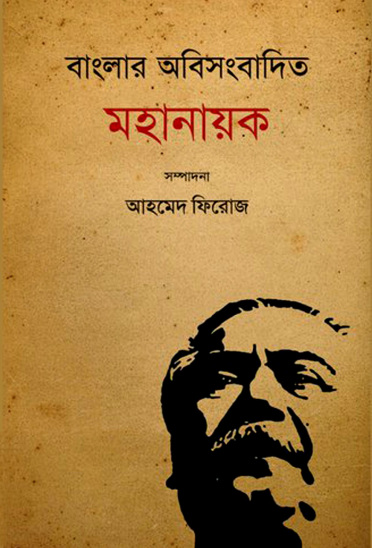 বাংলার অবিসংবাদিত
মহানায়ক
সম্পাদনা
আহমেদ ফিরোজ